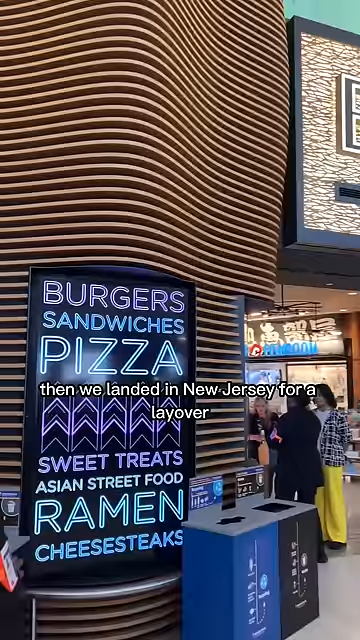 BURGERS
SANDWICHES
PIZZA
then we landed in New Jersey for a
layover
SWEET TREATS
ASIAN STREET FOOD
RAMEN
CHEESESTEAKS